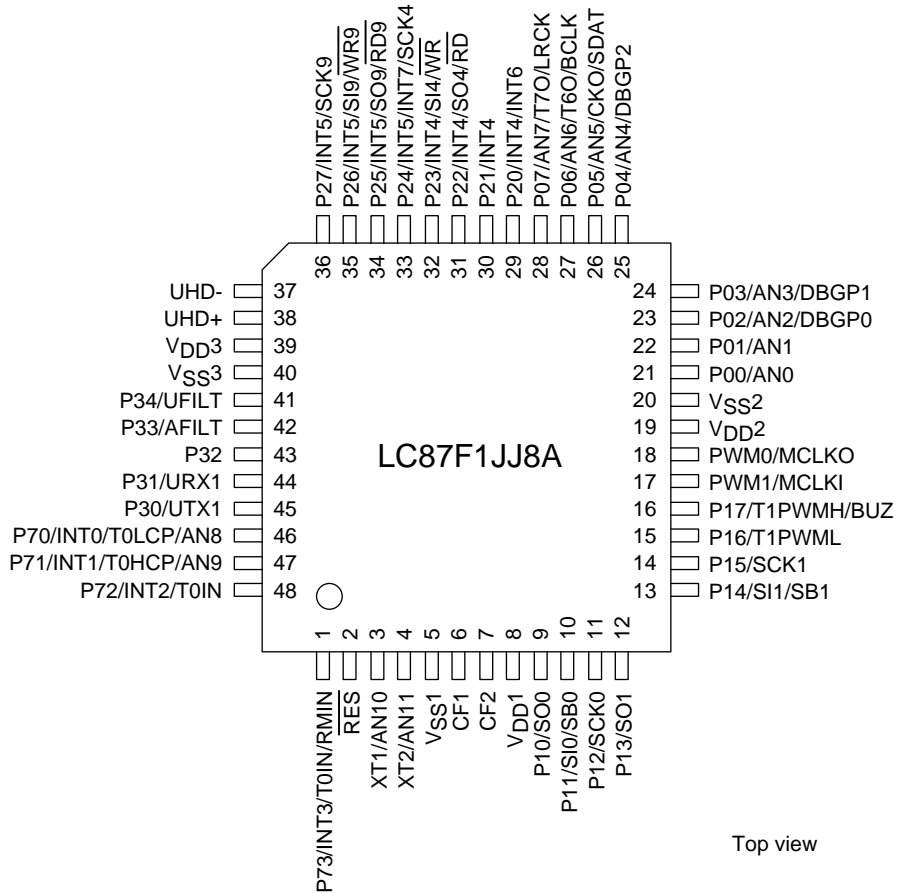 P27/INT5/SCK9
P26/INT5/SI9/W̅R̅9̅
P25/INT5/SO9/R̅D̅9̅
P24/INT5/INT7/SCK4
P23/INT4/SI4/W̅R̅
P22/INT4/SO4/R̅D̅
P21/INT4
P20/INT4/INT6
P07/AN7/T7O/LRCK
P06/AN6/T6O/BCLK
P05/AN5/CKO/SDAT
P04/AN4/DBGP2
36 35 34 33 32 31 30 29 28 27 26 25
UHD- 37
UHD+ 38
VDD3 39
VSS3 40
P34/UFILT 41
P33/AFILT 42
P32 43
P31/URX1 44
P30/UTX1 45
P70/INT0/T0LCP/AN8 46
P71/INT1/T0HCP/AN9 47
P72/INT2/T0IN 48
LC87F1JJ8A
24 P03/AN3/DBGP1
23 P02/AN2/DBGP0
22 P01/AN1
21 P00/AN0
20 VSS2
19 VDD2
18 PWM0/MCLKO
17 PWM1/MCLKI
16 P17/T1PWMH/BUZ
15 P16/T1PWML
14 P15/SCK1
13 P14/SI1/SB1
1 2 3 4 5 6 7 8 9 10 11 12
P73/INT3/T0IN/RMIN
R̅E̅S̅
XT1/AN10
XT2/AN11
VSS1
CF1
CF2
VDD1
P10/SO0
P11/SI0/SB0
P12/SCK0
P13/SO1
Top view